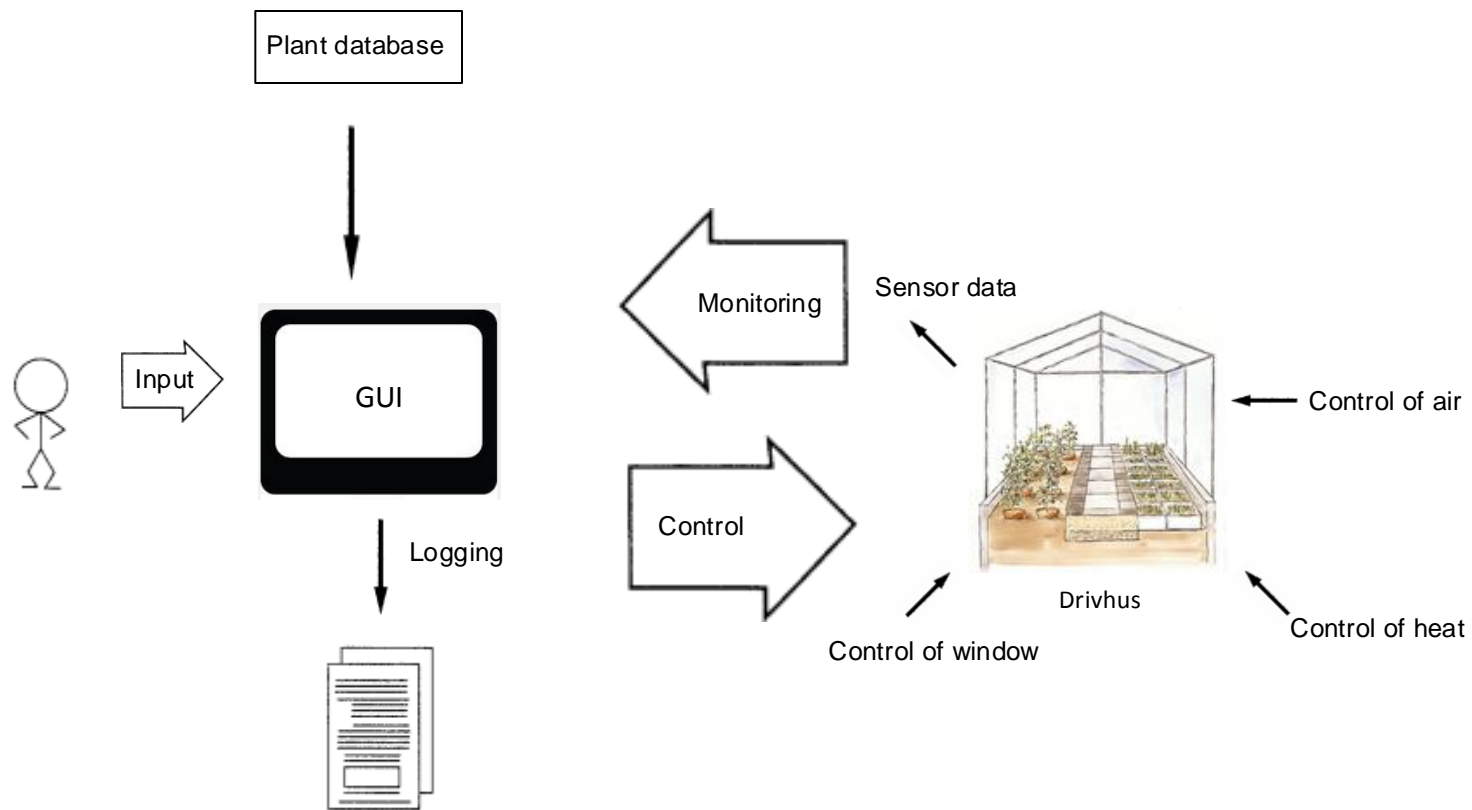 Plant database
Monitoring
Sensor data
Input
GUI
Control of air
Control
Logging
Drivhus
Control of window
Control of heat